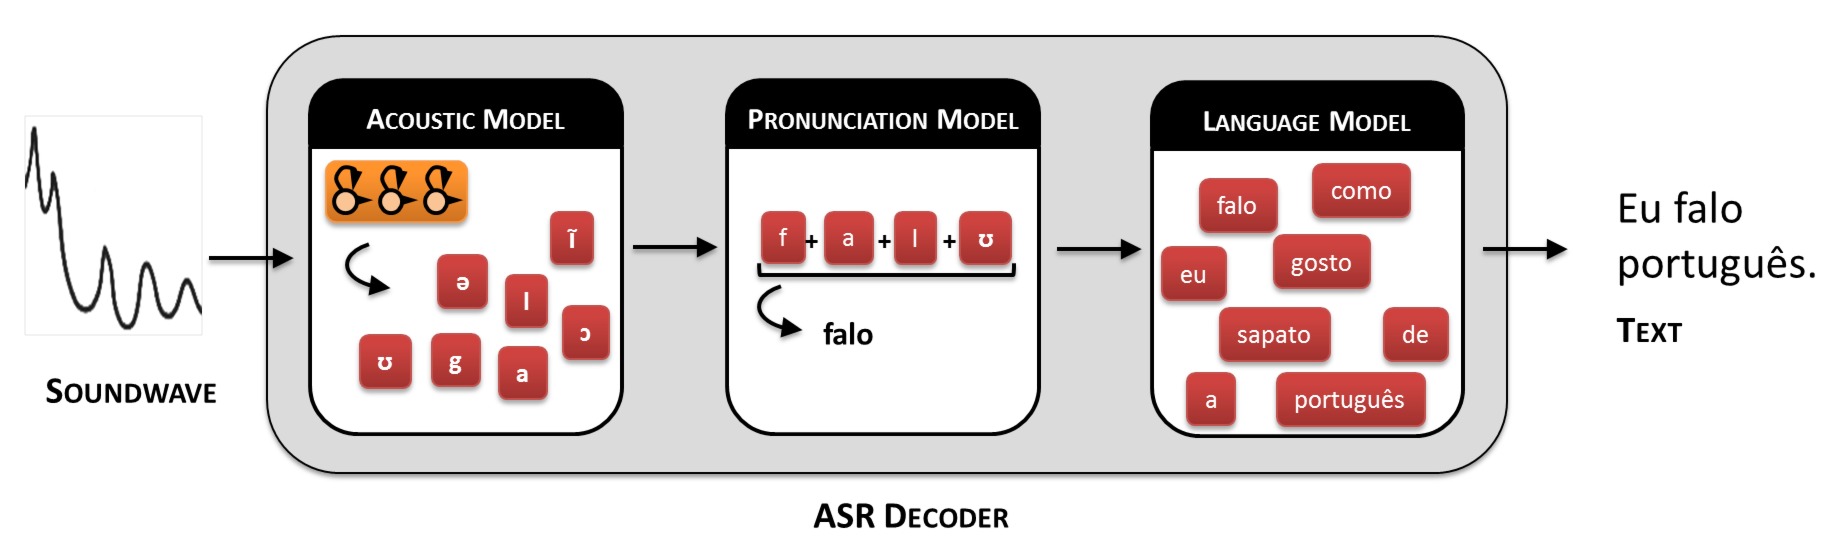 SOUNDWAVE
ACOUSTIC MODEL
ĩ
ə
l
ɔ
ʊ
g
a
PRONUNCIATION MODEL
f + a + l + ʊ
falo
LANGUAGE MODEL
falo
como
eu
gosto
sapato
de
a
português
Eu falo
português.
TEXT
ASR DECODER